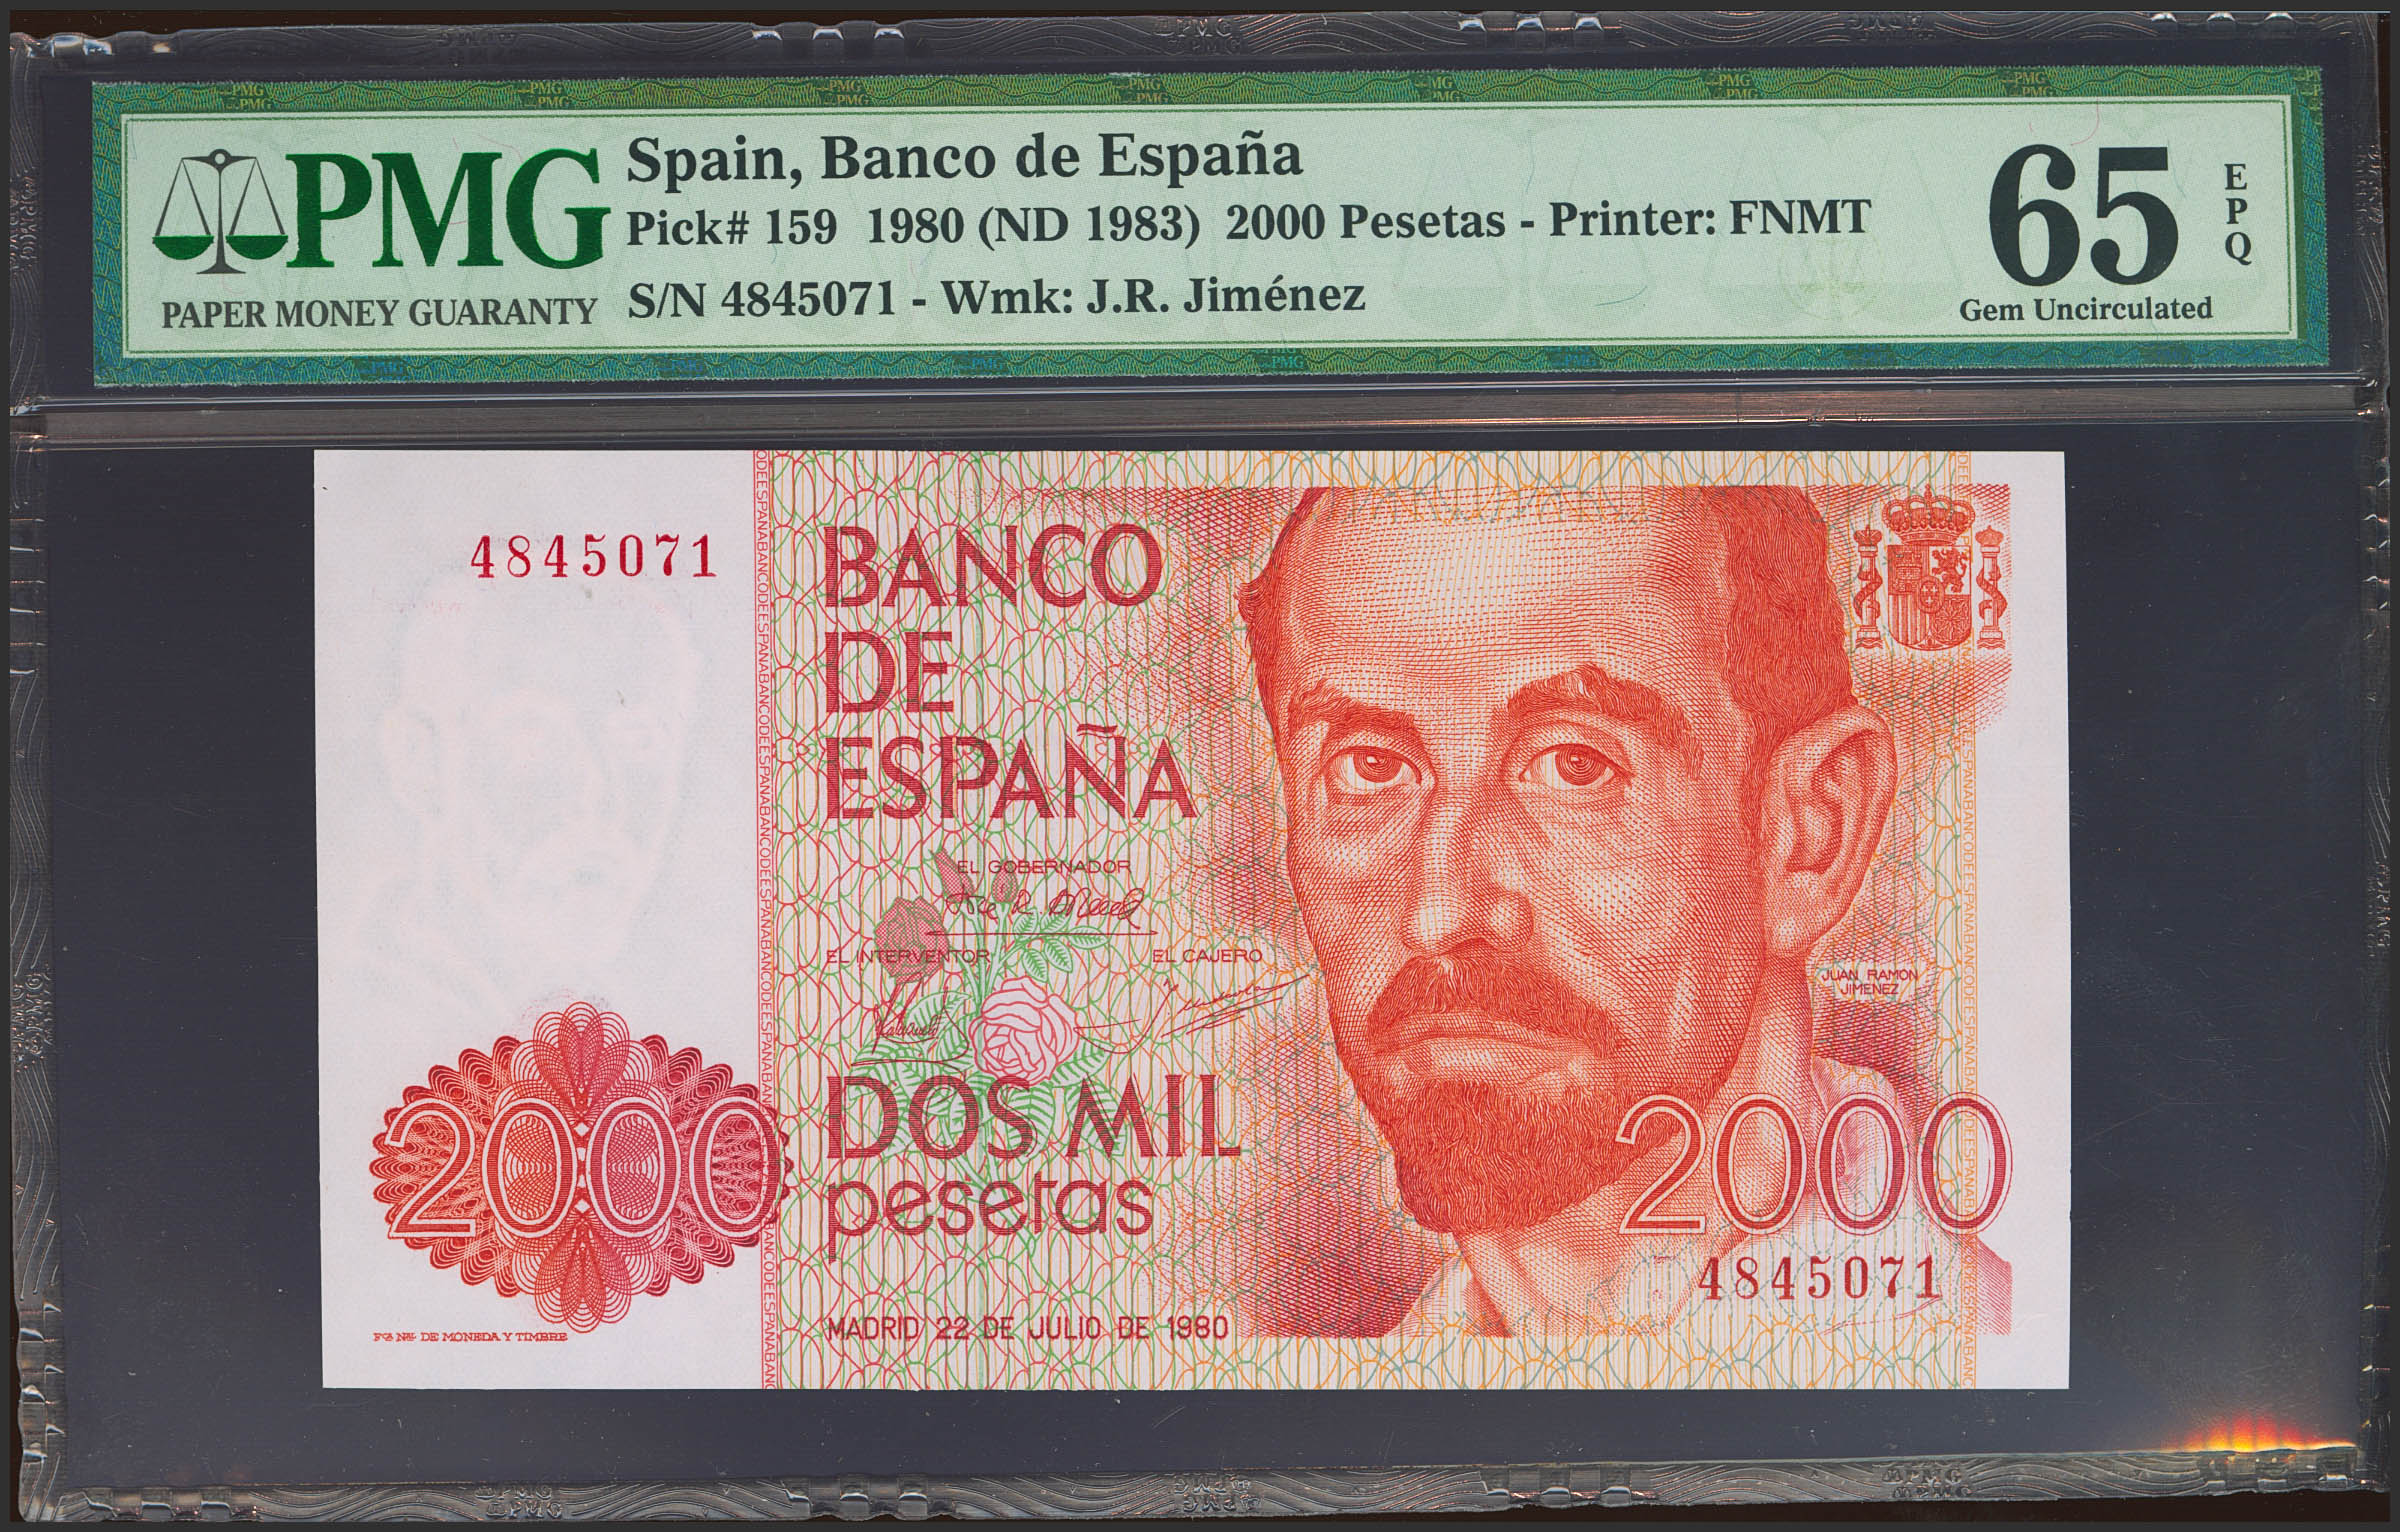 PMG
PAPER MONEY GUARANTY
Spain, Banco de España
Pick# 159 1980 (ND 1983) 2000 Pesetas - Printer: FNMT
S/N 4845071 - Wmk: J.R. Jiménez
65
EPQ
Gem Uncirculated
4845071
BANCO
DE
ESPAÑA
EL GOBERNADOR
EL INTERVENTOR
EL CAJERO
JUAN RAMON
JIMENEZ
DOS MIL
pesetas
2000
2000
4845071
MADRID 22 DE JULIO DE 1980
DE MONEDA Y TIMBRE